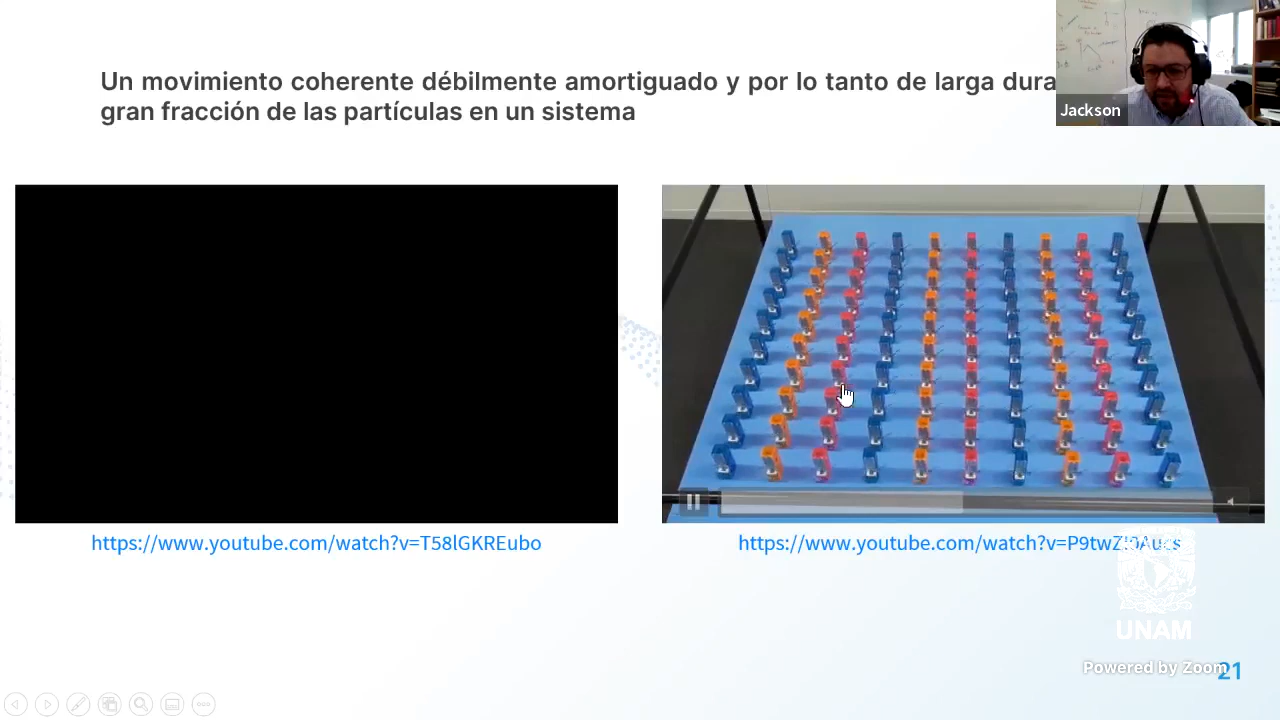 Un movimiento coherente débilmente amortiguado y por lo tanto de larga dura
gran fracción de las partículas en un sistema
Jackson
https://www.youtube.com/watch?v=T58lGKREubo
UNAM
Powered by Zoom
21